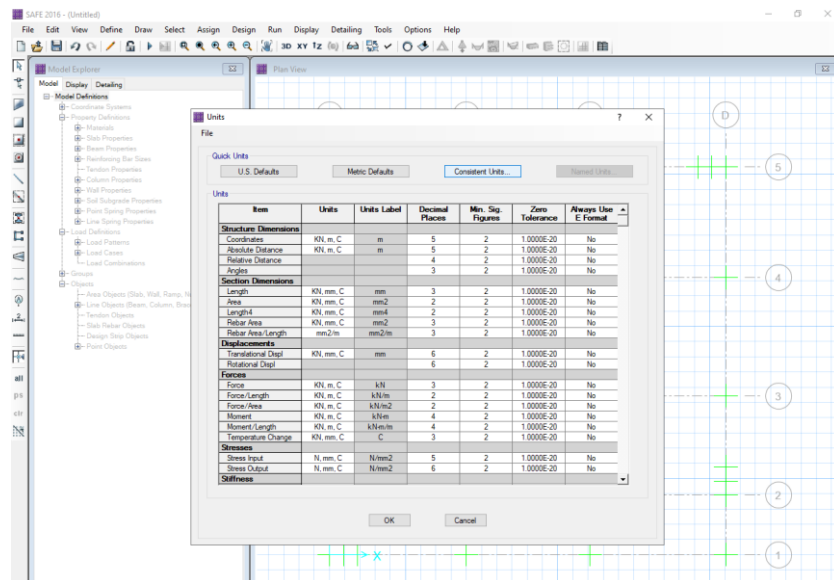 SAFE 2016 - (Untitled)
File Edit View Define Draw Select Assign Design Run Display Detailing Tools Options Help
3D XY
Model Explorer
Plan View
Model Display Detailing
Model Definitions
Coordinate Systems
Property Definitions
Materials
Slab Properties
Beam Properties
Reinforcing Bar Sizes
Tendon Properties
Column Properties
Wall Properties
Soil Subgrade Properties
Point Spring Properties
Line Spring Properties
Load Definitions
Load Patterns
Load Cases
Load Combinations
Groups
Objects
Area Objects (Slab, Wall, Ramp, N
Line Objects (Beam, Column, Brac
Tendon Objects
Slab Rebar Objects
Design Strip Objects
Point Objects
all
ps
clr
Units
File
Quick Units
U.S. Defaults Metric Defaults Consistent Units... Named Units...
Units
Item Units Units Label Decimal Places Min. Sig. Figures Zero Tolerance Always Use E Format
Structure Dimensions
Coordinates KN, m, C m 5 2 1.0000E-20 No
Absolute Distance KN, m, C m 5 2 1.0000E-20 No
Relative Distance 4 2 1.0000E-20 No
Angles 3 2 1.0000E-20 No
Section Dimensions
Length KN, mm, C mm 3 2 1.0000E-20 No
Area KN, mm, C mm2 2 2 1.0000E-20 No
Length4 KN, mm, C mm4 2 2 1.0000E-20 No
Rebar Area KN, mm, C mm2 3 2 1.0000E-20 No
Rebar Area/Length mm2/m mm2/m 3 2 1.0000E-20 No
Displacements
Translational Displ KN, mm, C mm 6 2 1.0000E-20 No
Rotational Displ 6 2 1.0000E-20 No
Forces
Force KN, m, C kN 3 2 1.0000E-20 No
Force/Length KN, m, C kN/m 2 2 1.0000E-20 No
Force/Area KN, m, C kN/m2 2 2 1.0000E-20 No
Moment KN, m, C kN-m 4 2 1.0000E-20 No
Moment/Length KN, m, C kN-m/m 4 2 1.0000E-20 No
Temperature Change KN, mm, C C 3 2 1.0000E-20 No
Stresses
Stress Input N, mm, C N/mm2 5 2 1.0000E-20 No
Stress Output N, mm, C N/mm2 6 2 1.0000E-20 No
Stiffness
OK Cancel
D
5
4
3
2
1
X